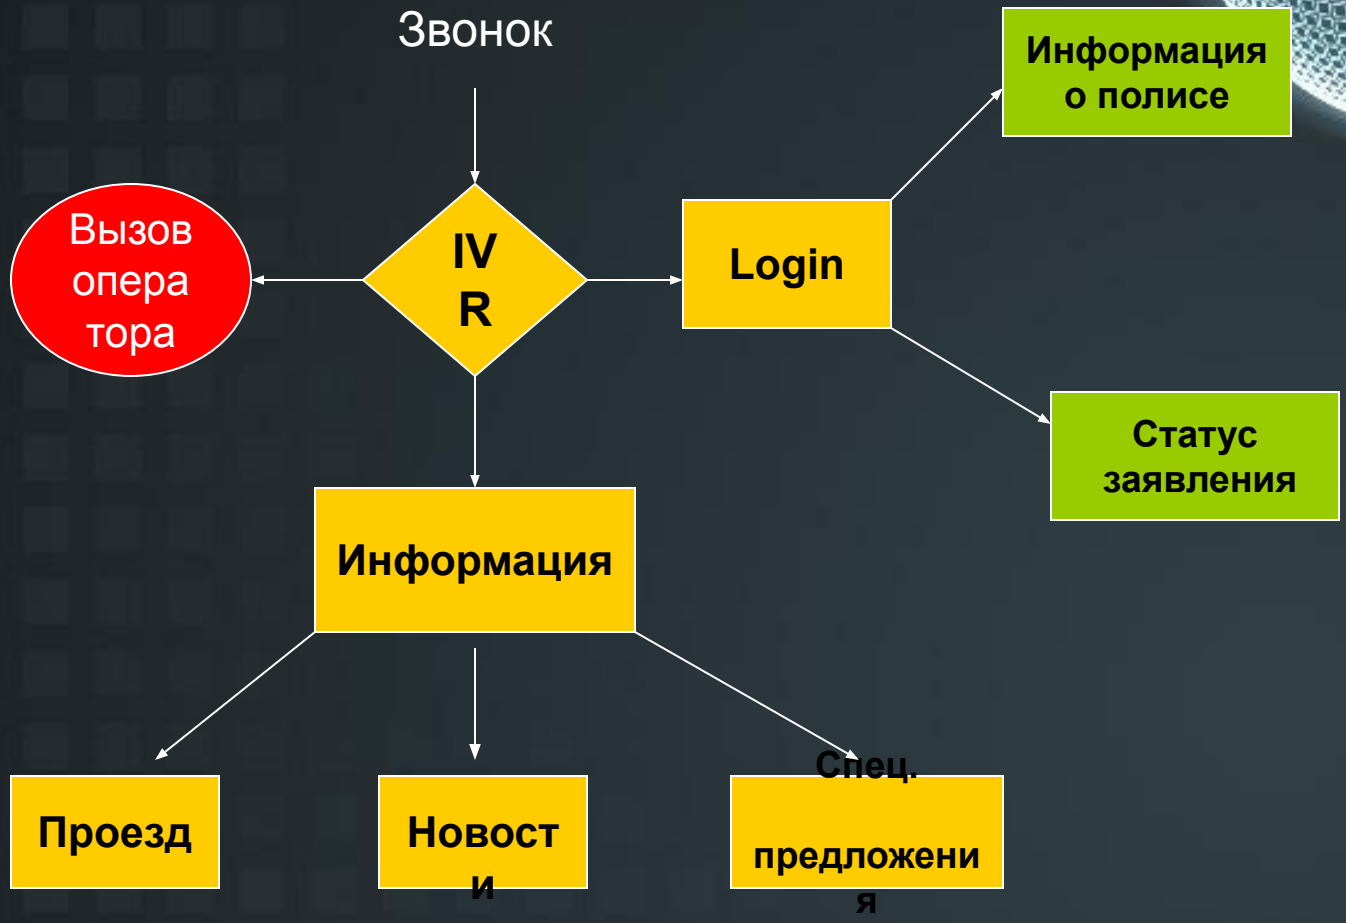 Звонок
Информация
о полисе
Вызов
опера
тора
IV
R
Login
Статус
заявления
Информация
Проезд
Новост
и
Спец.
предложени
я